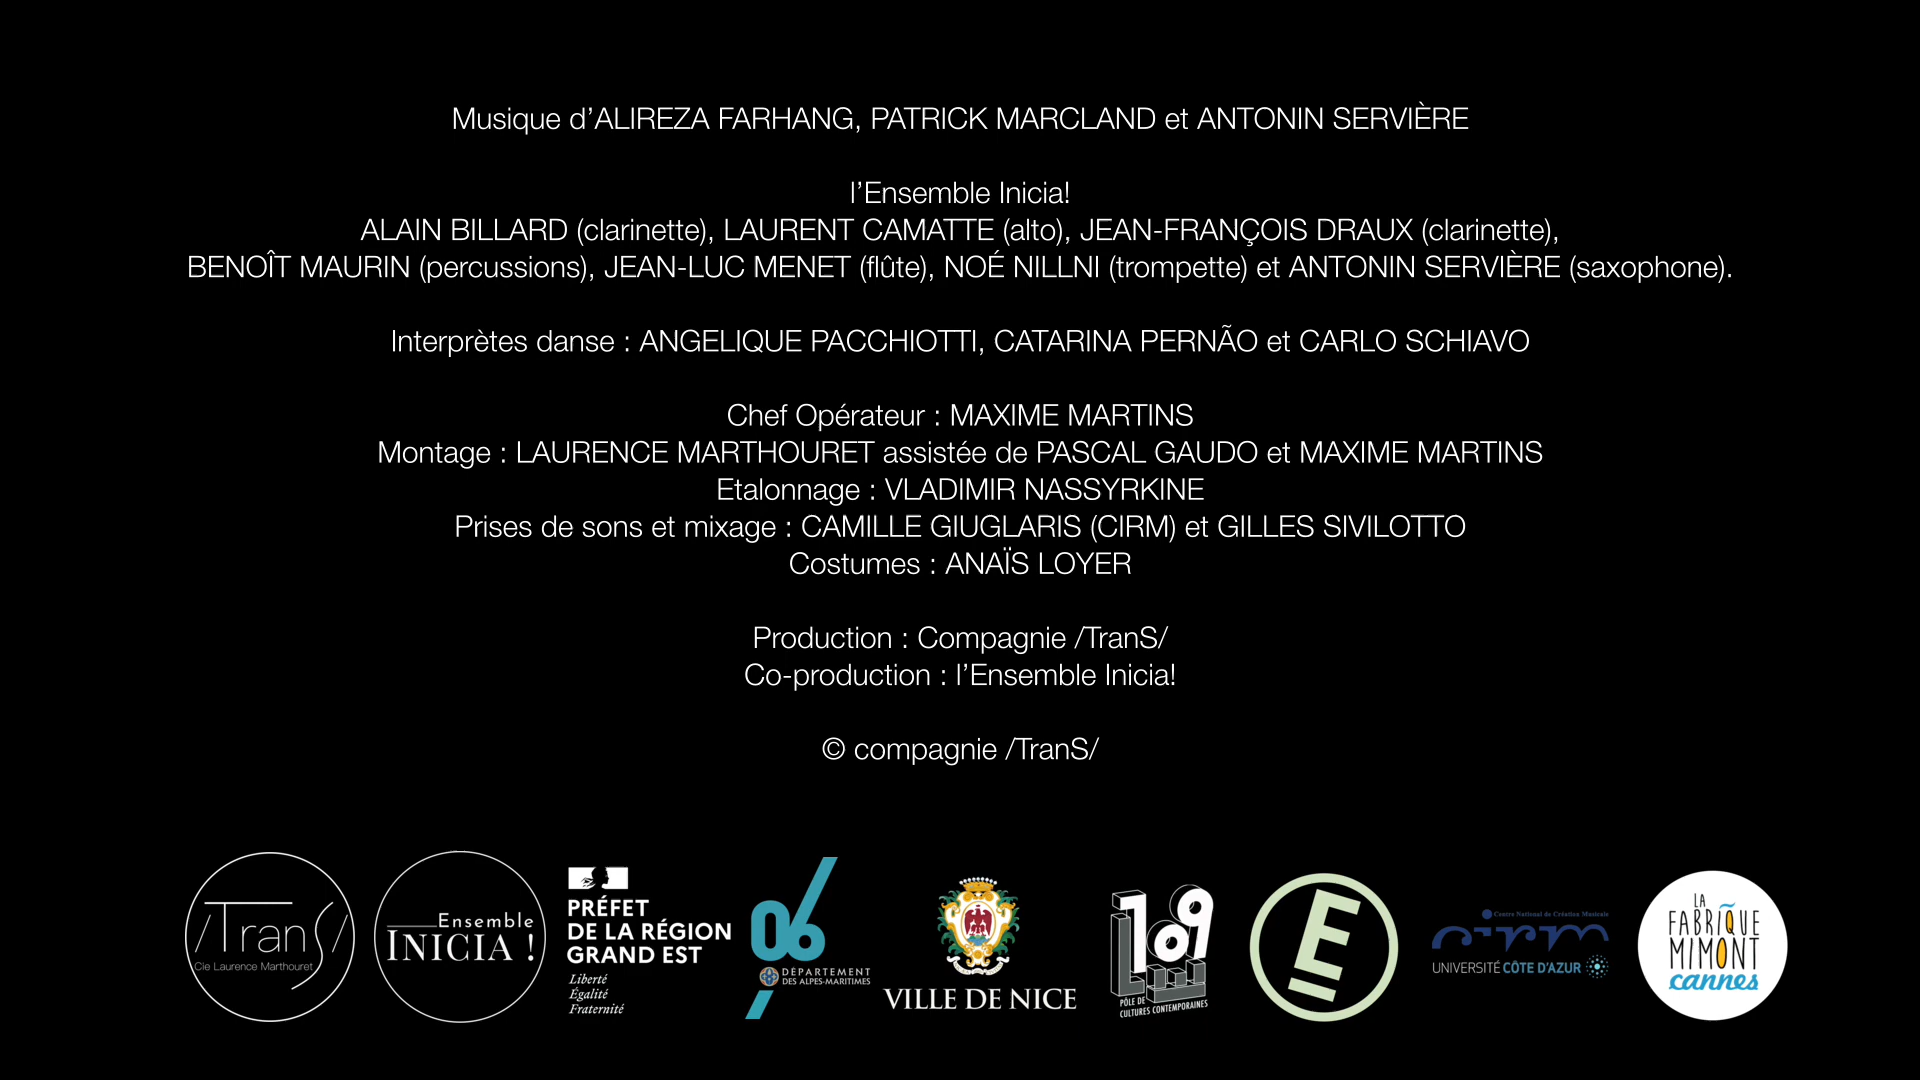 Musique d’ALIREZA FARHANG, PATRICK MARCLAND et ANTONIN SERVIÈRE
l’Ensemble Inicia!
ALAIN BILLARD (clarinette), LAURENT CAMATTE (alto), JEAN-FRANÇOIS DRAUX (clarinette),
BENOÎT MAURIN (percussions), JEAN-LUC MENET (flûte), NOÉ NILLNI (trompette) et ANTONIN SERVIÈRE (saxophone).
Interprètes danse : ANGELIQUE PACCHIOTTI, CATARINA PERNÃO et CARLO SCHIAVO
Chef Opérateur : MAXIME MARTINS
Montage : LAURENCE MARTHOURET assistée de PASCAL GAUDO et MAXIME MARTINS
Etalonnage : VLADIMIR NASSYRKINE
Prises de sons et mixage : CAMILLE GIUGLARIS (CIRM) et GILLES SIVILOTTO
Costumes : ANAÏS LOYER
Production : Compagnie /TranS/
Co-production : l’Ensemble Inicia!
© compagnie /TranS/
/TranS/
Cie Laurence Marthouret
Ensemble
INICIA !
PRÉFET
DE LA RÉGION
GRAND EST
Liberté
Égalité
Fraternité
06
DÉPARTEMENT
DES ALPES-MARITIMES
VILLE DE NICE
109
PÔLE DE
CULTURES CONTEMPORAINES
E
Centre National de Création Musicale
cirm
UNIVERSITÉ CÔTE D'AZUR
LA
FABRIQUE
MIMONT
cannes